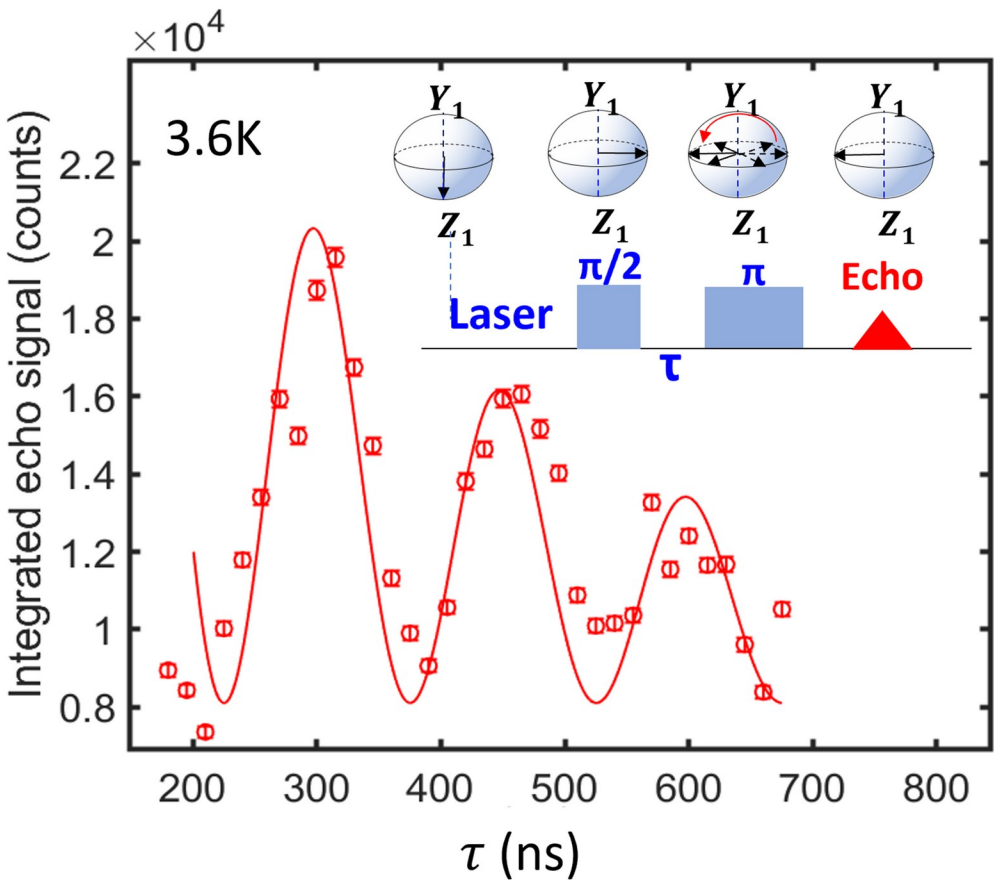 ×10⁴
3.6K
Y₁ Y₁ Y₁ Y₁
Z₁ Z₁ Z₁ Z₁
π/2 π Echo
Laser
τ
Integrated echo signal (counts)
2.2
2
1.8
1.6
1.4
1.2
1
0.8
200 300 400 500 600 700 800
τ (ns)